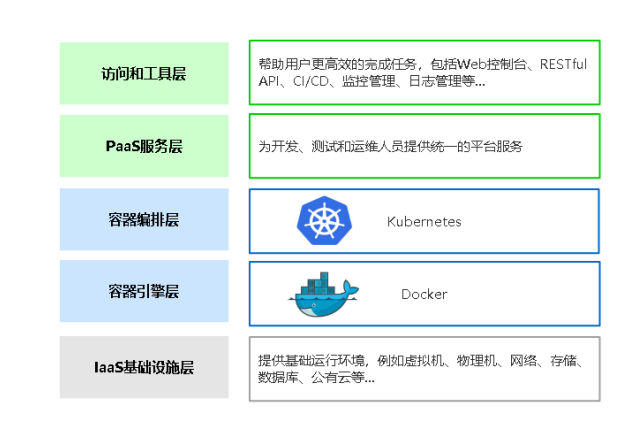 访问和工具层
帮助用户更高效的完成任务，包括Web控制台、RESTful
API、CI/CD、监控管理、日志管理等...
PaaS服务层
为开发、测试和运维人员提供统一的平台服务
容器编排层
Kubernetes
容器引擎层
Docker
IaaS基础设施层
提供基础运行环境，例如虚拟机、物理机、网络、存储、
数据库、公有云等...